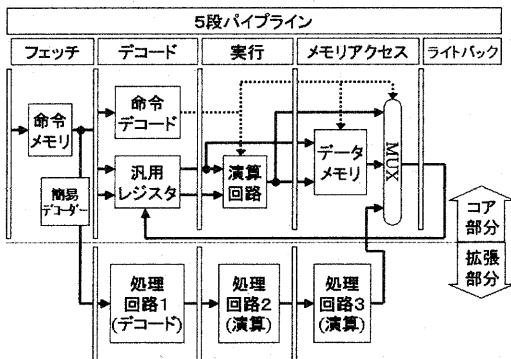 5段パイプライン
フェッチ
デコード
実行
メモリアクセス
ライトバック
命令
メモリ
命令
デコード
汎用
レジスタ
演算
回路
データ
メモリ
MUX
簡易
デコーダー
コア
部分
拡張
部分
処理
回路1
(デコード)
処理
回路2
(演算)
処理
回路3
(演算)